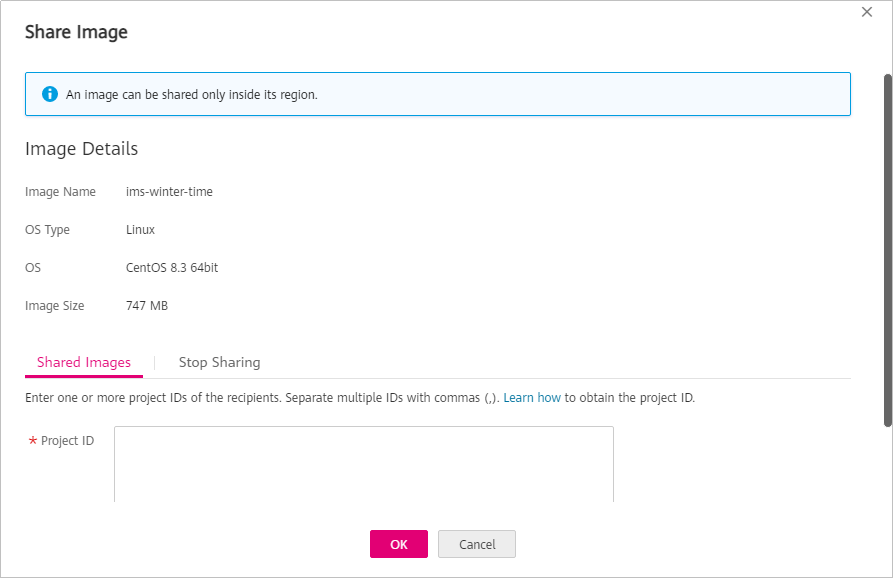 Share Image
An image can be shared only inside its region.
Image Details
Image Name ims-winter-time
OS Type Linux
OS CentOS 8.3 64bit
Image Size 747 MB
Shared Images Stop Sharing
Enter one or more project IDs of the recipients. Separate multiple IDs with commas (,). Learn how to obtain the project ID.
* Project ID
OK Cancel